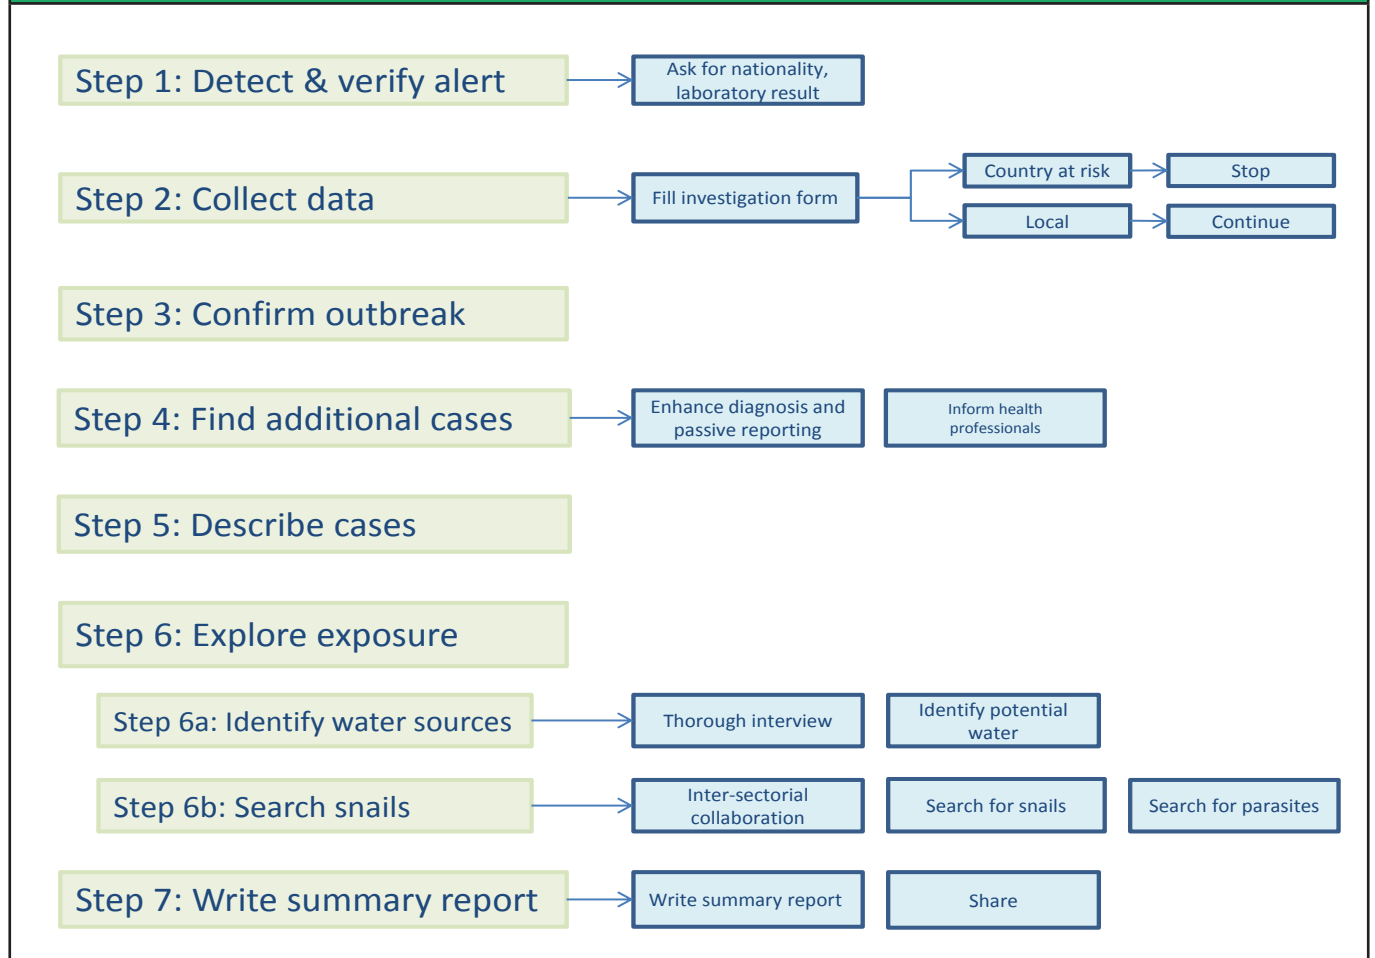 Step 1: Detect & verify alert
Ask for nationality,
laboratory result
Step 2: Collect data
Fill investigation form
Country at risk
Stop
Local
Continue
Step 3: Confirm outbreak
Step 4: Find additional cases
Enhance diagnosis and
passive reporting
Inform health
professionals
Step 5: Describe cases
Step 6: Explore exposure
Step 6a: Identify water sources
Thorough interview
Identify potential
water
Step 6b: Search snails
Inter-sectorial
collaboration
Search for snails
Search for parasites
Step 7: Write summary report
Write summary report
Share